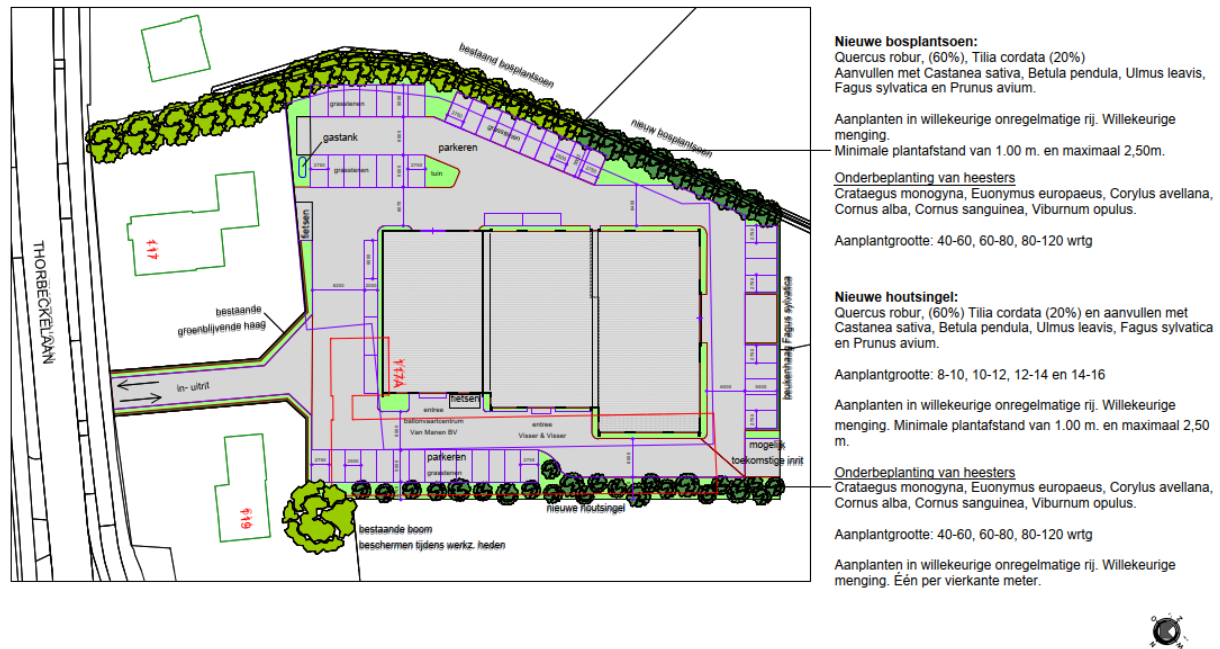 bestaand bosplantsoen
nieuw bosplantsoen
grasstenen
grasstenen
gastank
parkeren
grasstenen
tuin
fietsen
117
THORBECKELAAN
bestaande
groenblijvende haag
in- uitrit
117A
fietsen
entree
ballonvaartcentrum
Van Manen BV
entree
Visser & Visser
beukenhaag Fagus sylvatica
mogelijk
toekomstige inrit
parkeren
grasstenen
nieuwe houtsingel
119
bestaande boom
beschermen tijdens werkz. heden
Nieuwe bosplantsoen:
Quercus robur, (60%), Tilia cordata (20%)
Aanvullen met Castanea sativa, Betula pendula, Ulmus leavis,
Fagus sylvatica en Prunus avium.
Aanplanten in willekeurige onregelmatige rij. Willekeurige
menging.
Minimale plantafstand van 1.00 m. en maximaal 2,50m.
Onderbeplanting van heesters
Crataegus monogyna, Euonymus europaeus, Corylus avellana,
Cornus alba, Cornus sanguinea, Viburnum opulus.
Aanplantgrootte: 40-60, 60-80, 80-120 wrtg
Nieuwe houtsingel:
Quercus robur, (60%) Tilia cordata (20%) en aanvullen met
Castanea sativa, Betula pendula, Ulmus leavis, Fagus sylvatica
en Prunus avium.
Aanplantgrootte: 8-10, 10-12, 12-14 en 14-16
Aanplanten in willekeurige onregelmatige rij. Willekeurige
menging. Minimale plantafstand van 1.00 m. en maximaal 2,50
m.
Onderbeplanting van heesters
Crataegus monogyna, Euonymus europaeus, Corylus avellana,
Cornus alba, Cornus sanguinea, Viburnum opulus.
Aanplantgrootte: 40-60, 60-80, 80-120 wrtg
Aanplanten in willekeurige onregelmatige rij. Willekeurige
menging. Één per vierkante meter.
N
O
Z
W